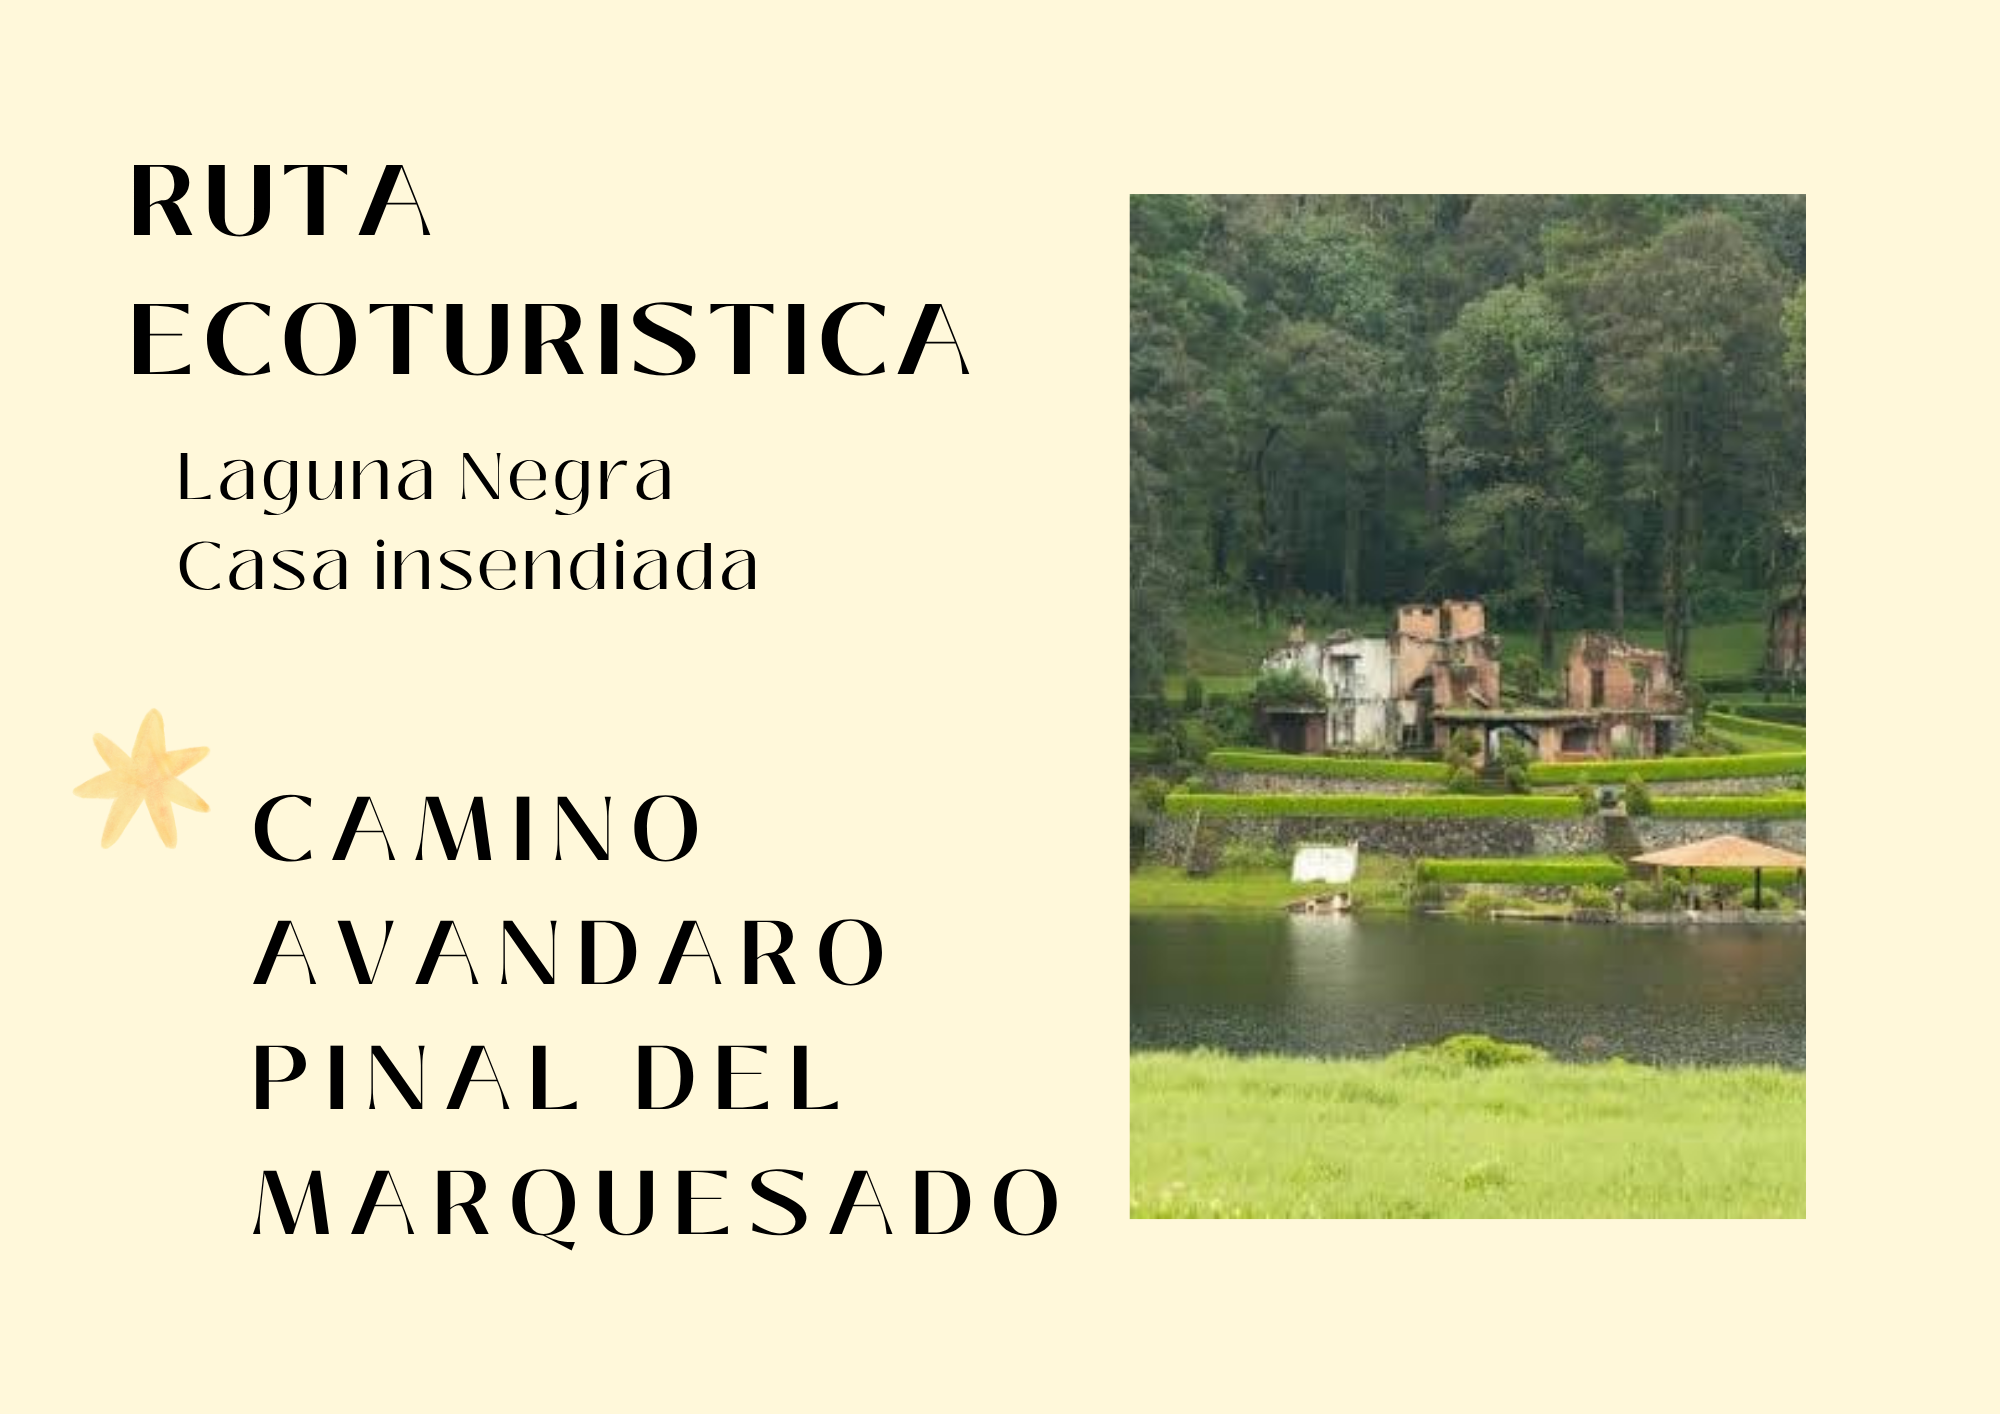 RUTA
ECOTURISTICA
Laguna Negra
Casa insendiada
CAMINO
AVANDARO
PINAL DEL
MARQUESADO